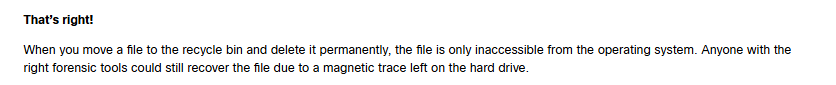 That’s right!
When you move a file to the recycle bin and delete it permanently, the file is only inaccessible from the operating system. Anyone with the
right forensic tools could still recover the file due to a magnetic trace left on the hard drive.